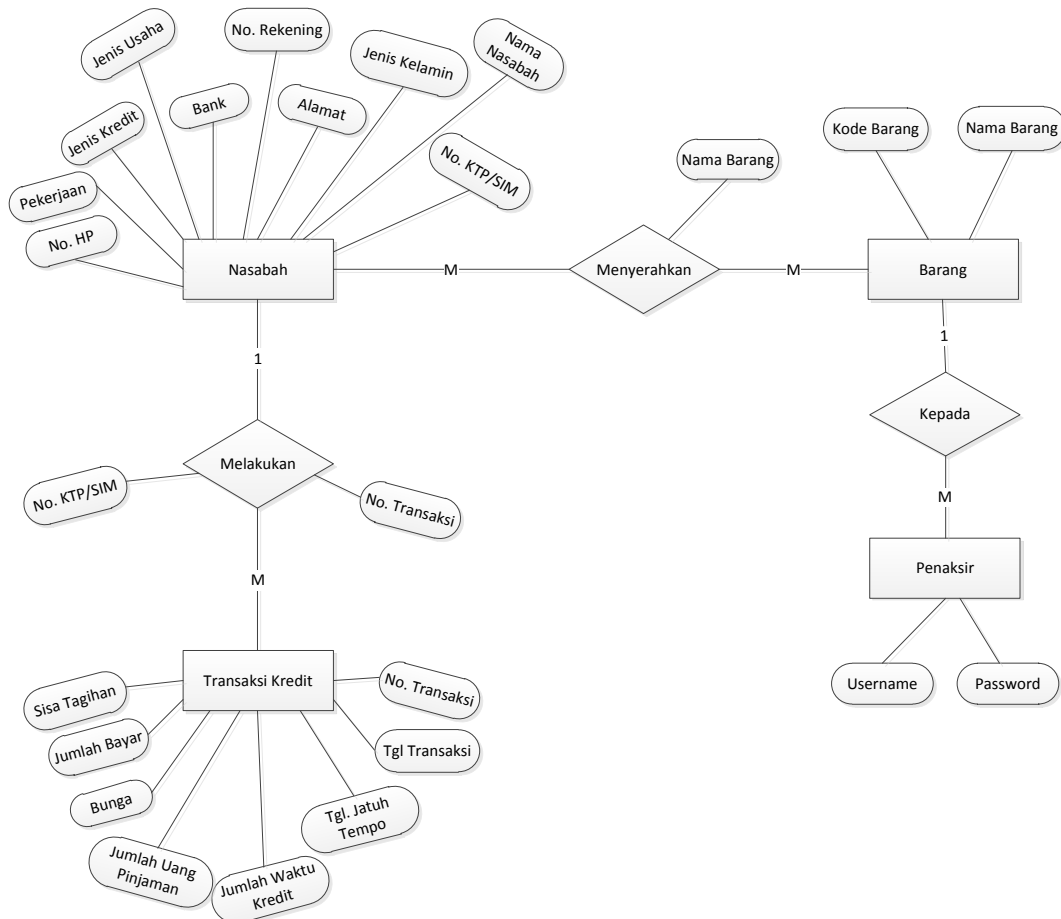 Jenis Usaha
No. Rekening
Jenis Kelamin
Nama
Nasabah
Bank
Alamat
Jenis Kredit
No. KTP/SIM
Pekerjaan
No. HP
Nasabah
M
Menyerahkan
Nama Barang
M
Kode Barang
Nama Barang
Barang
1
Kepada
M
Penaksir
Username
Password
1
Melakukan
No. KTP/SIM
No. Transaksi
M
Transaksi Kredit
Sisa Tagihan
Jumlah Bayar
Bunga
Jumlah Uang
Pinjaman
Jumlah Waktu
Kredit
Tgl. Jatuh
Tempo
Tgl Transaksi
No. Transaksi